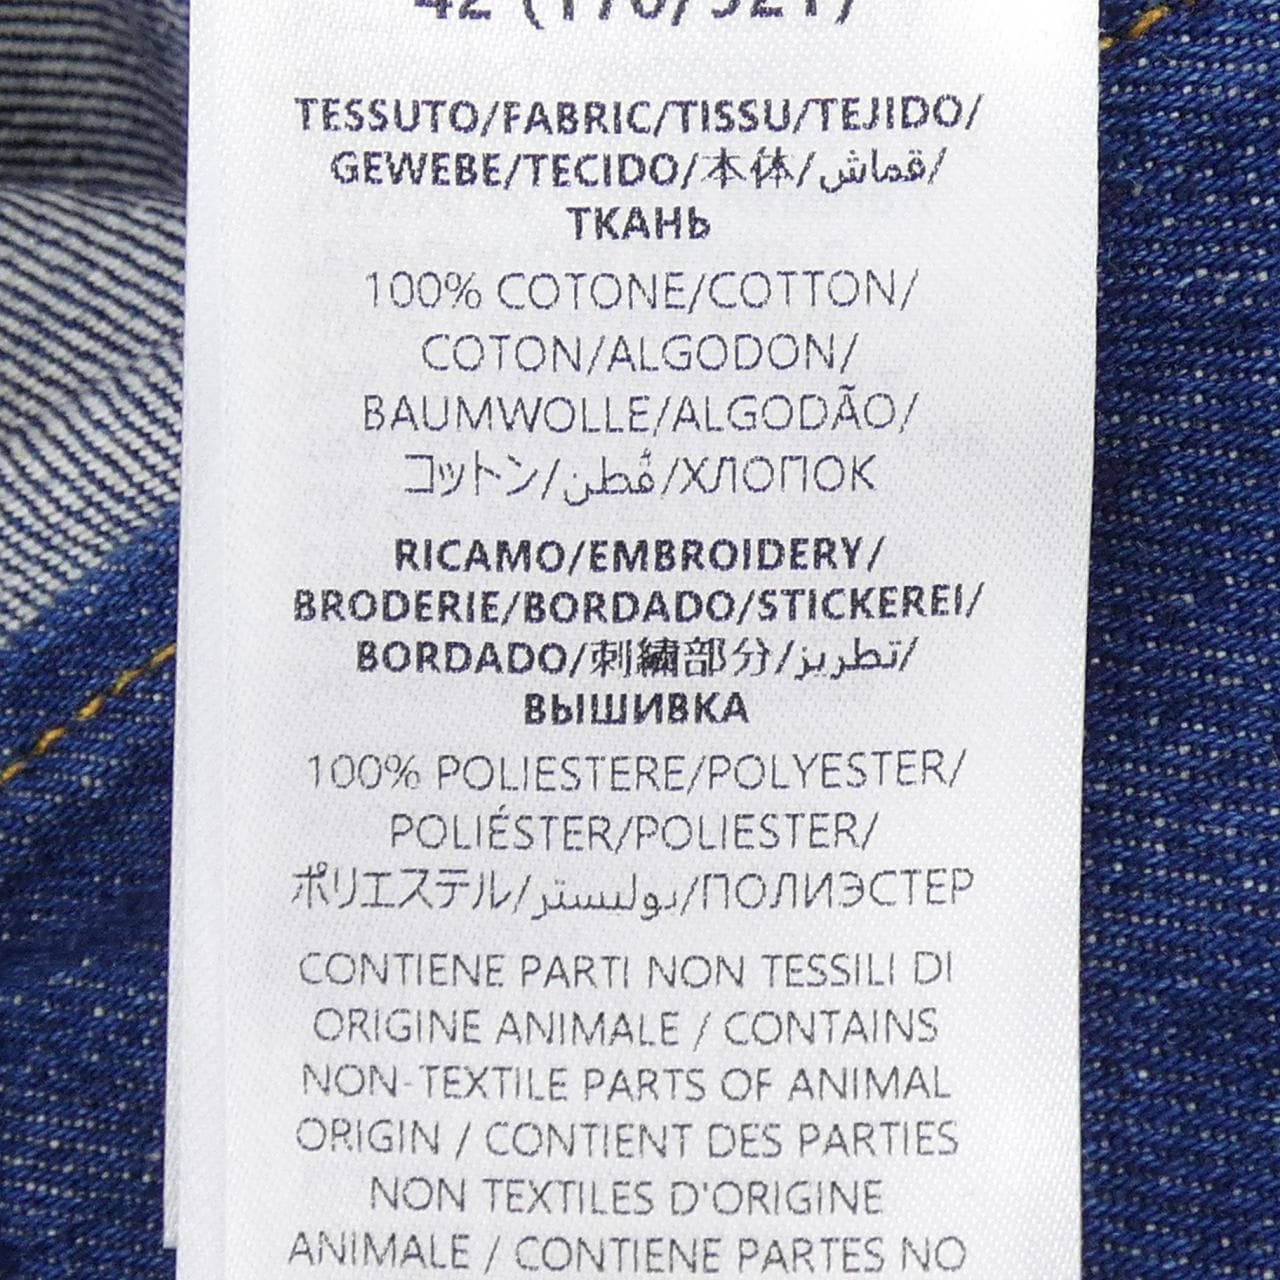 TESSUTO/FABRIC/TISSU/TEJIDO/
GEWEBE/TECIDO/本体/قماش/
ТКАНЬ
100% COTONE/COTTON/
COTON/ALGODON/
BAUMWOLLE/ALGODÃO/
コットン/قُطن/ХЛОПОК
RICAMO/EMBROIDERY/
BRODERIE/BORDADO/STICKEREI/
BORDADO/刺繍部分/تطريز/
ВЫШИВКА
100% POLIESTERE/POLYESTER/
POLIÉSTER/POLIESTER/
ポリエステル/بوليستر/ПОЛИЭСТЕР
CONTIENE PARTI NON TESSILI DI
ORIGINE ANIMALE / CONTAINS
NON-TEXTILE PARTS OF ANIMAL
ORIGIN / CONTIENT DES PARTIES
NON TEXTILES D'ORIGINE
ANIMALE / CONTIENE PARTES NO